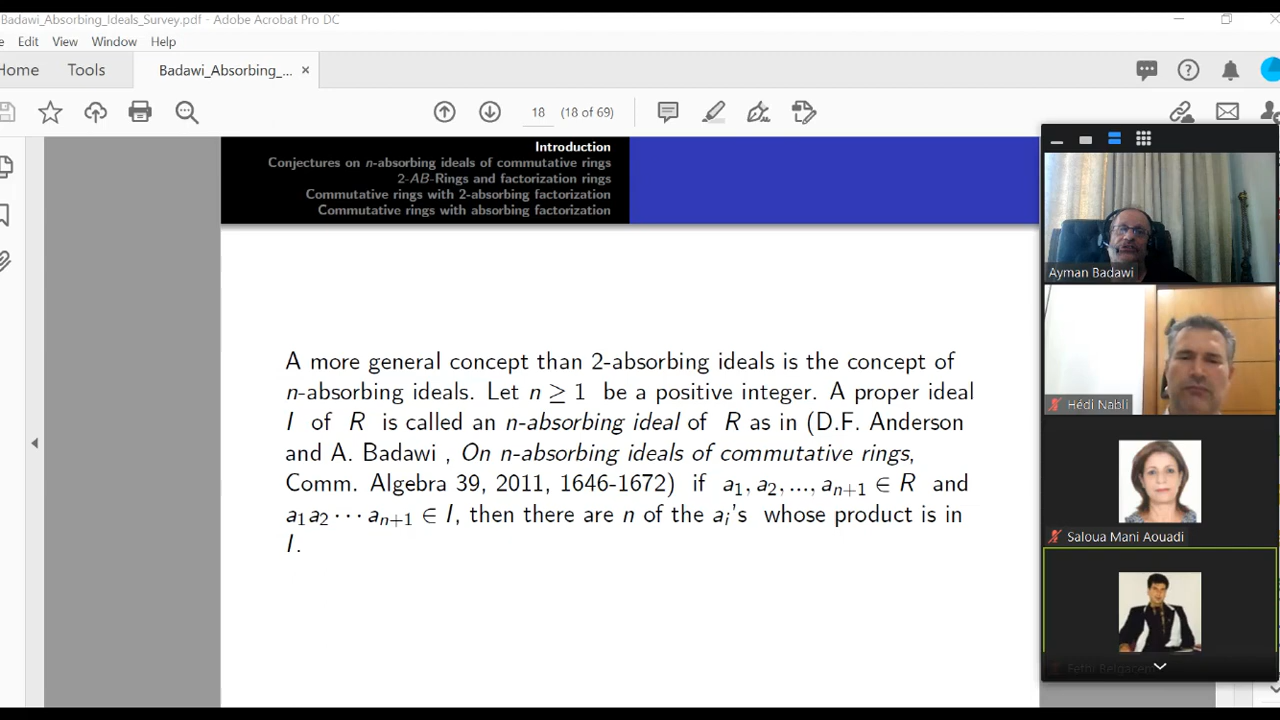 Badawi_Absorbing_Ideals_Survey.pdf - Adobe Acrobat Pro DC
Edit View Window Help
Home Tools Badawi_Absorbing_... ×
18 (18 of 69)
Introduction
Conjectures on n-absorbing ideals of commutative rings
2-AB-Rings and factorization rings
Commutative rings with 2-absorbing factorization
Commutative rings with absorbing factorization
A more general concept than 2-absorbing ideals is the concept of
n-absorbing ideals. Let n ≥ 1 be a positive integer. A proper ideal
I of R is called an n-absorbing ideal of R as in (D.F. Anderson
and A. Badawi , On n-absorbing ideals of commutative rings,
Comm. Algebra 39, 2011, 1646-1672) if a₁, a₂, ..., aₙ₊₁ ∈ R and
a₁a₂ ⋯ aₙ₊₁ ∈ I, then there are n of the aᵢ's whose product is in
I.
Ayman Badawi
Hédi Nabli
Saloua Mani Aouadi
Fethi Belgacem